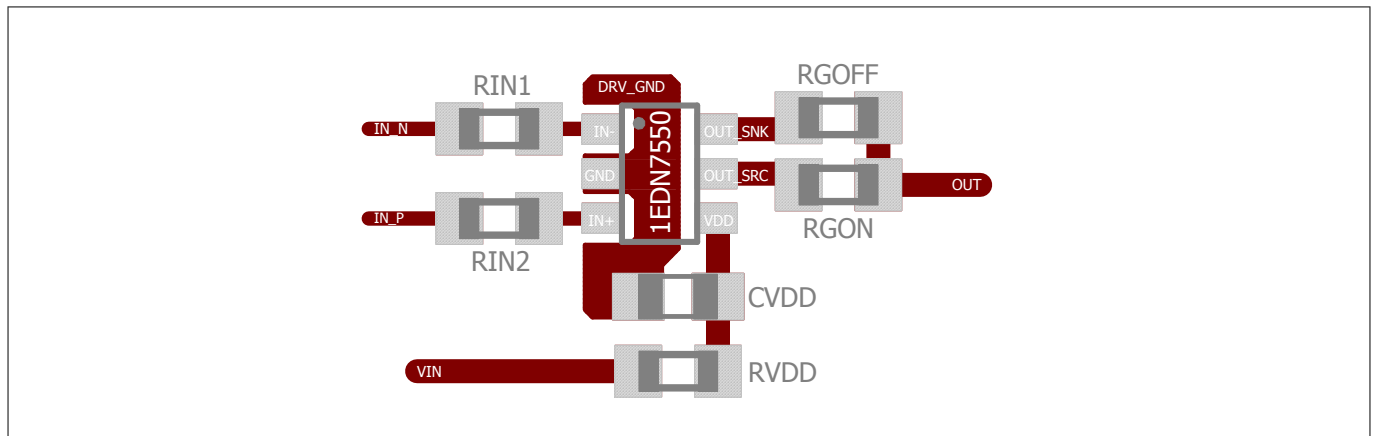 DRV_GND
RGOFF
RIN1
IN_N
IN-
1EDN7550
OUT_SNK
GND
OUT_SRC
OUT
IN_P
IN+
VDD
RGON
RIN2
CVDD
VIN
RVDD